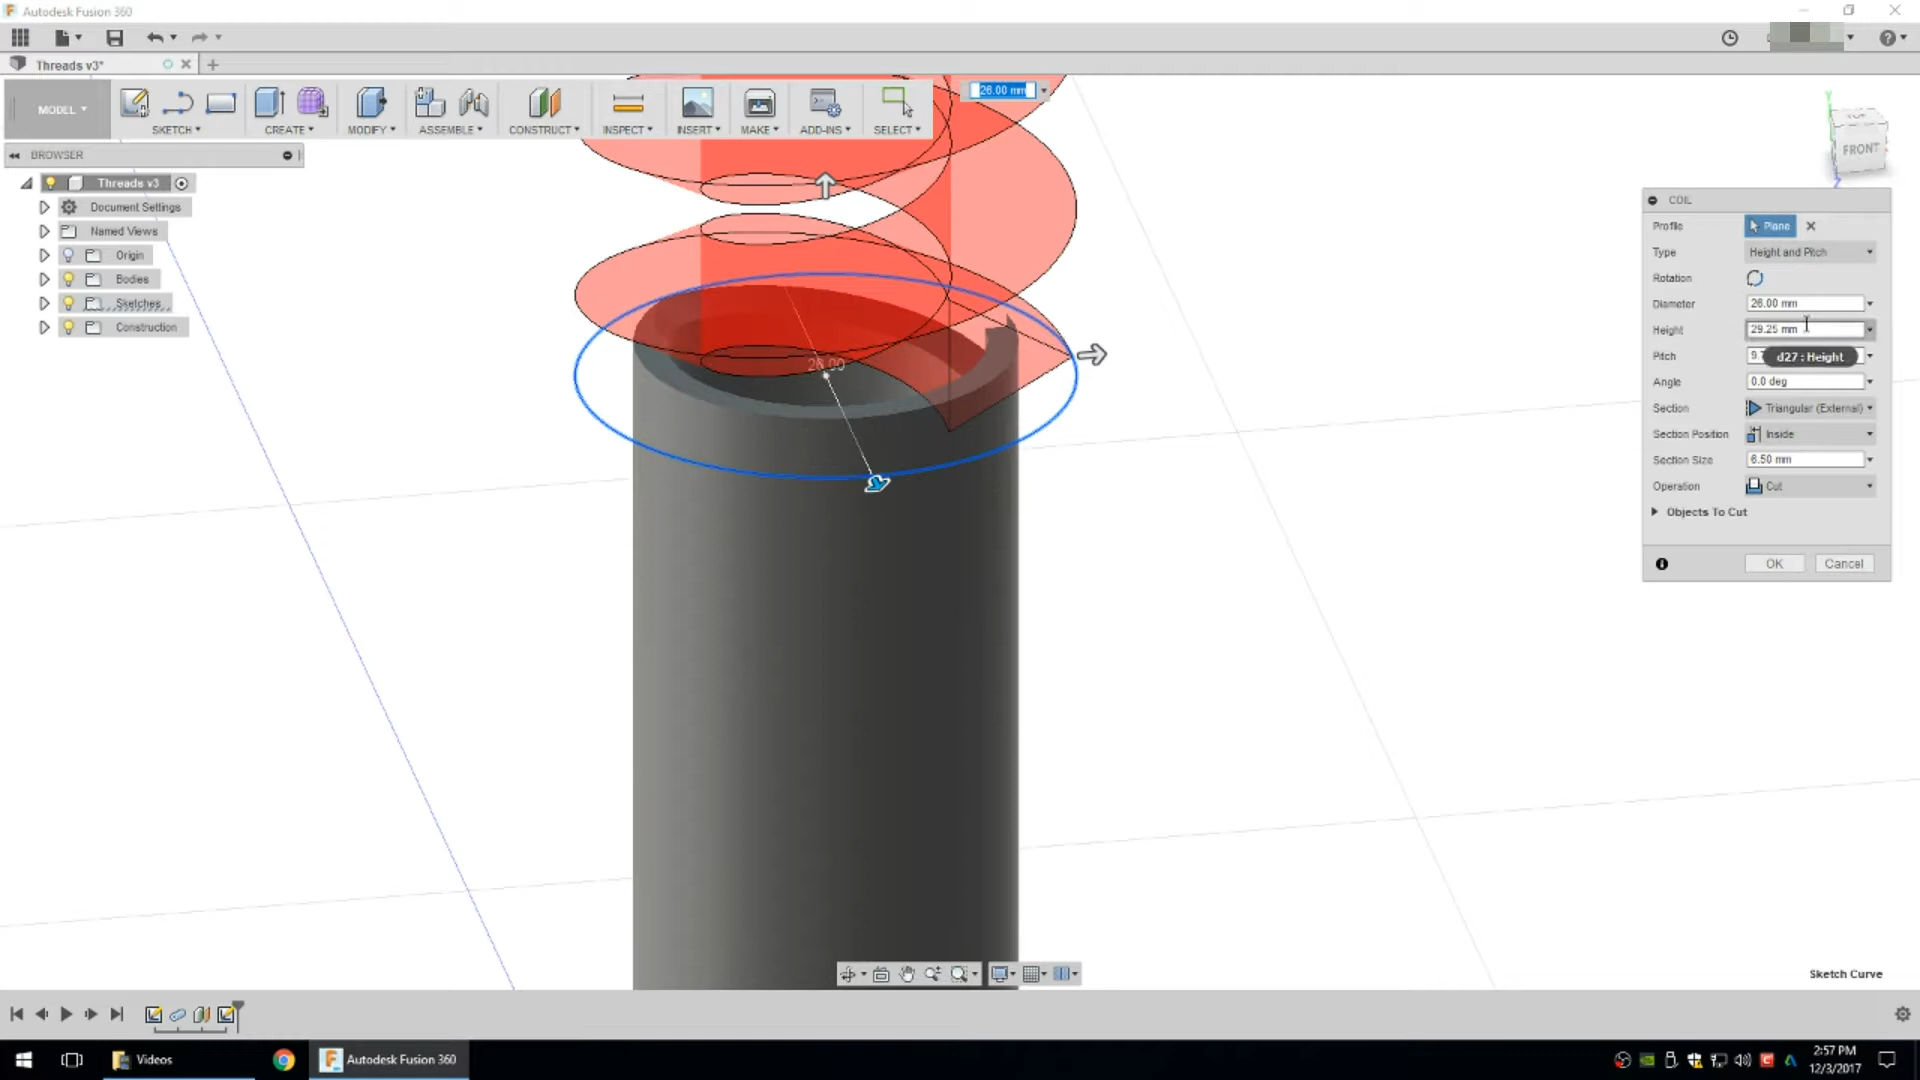 Autodesk Fusion 360
Threads v3*
MODEL
SKETCH
CREATE
MODIFY
ASSEMBLE
CONSTRUCT
INSPECT
INSERT
MAKE
ADD-INS
SELECT
26.00 mm
TOP
FRONT
BROWSER
Threads v3
Document Settings
Named Views
Origin
Bodies
Sketches
Construction
26.00
COIL
Profile Plane
Type Height and Pitch
Rotation
Diameter 26.00 mm
Height 29.25 mm
Pitch
d27 : Height
Angle 0.0 deg
Section Triangular (External)
Section Position Inside
Section Size 6.50 mm
Operation Cut
Objects To Cut
OK Cancel
Sketch Curve
Videos
Autodesk Fusion 360
2:57 PM
12/3/2017